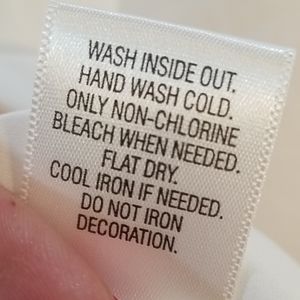 WASH INSIDE OUT.
HAND WASH COLD.
ONLY NON-CHLORINE
BLEACH WHEN NEEDED.
FLAT DRY.
COOL IRON IF NEEDED.
DO NOT IRON
DECORATION.